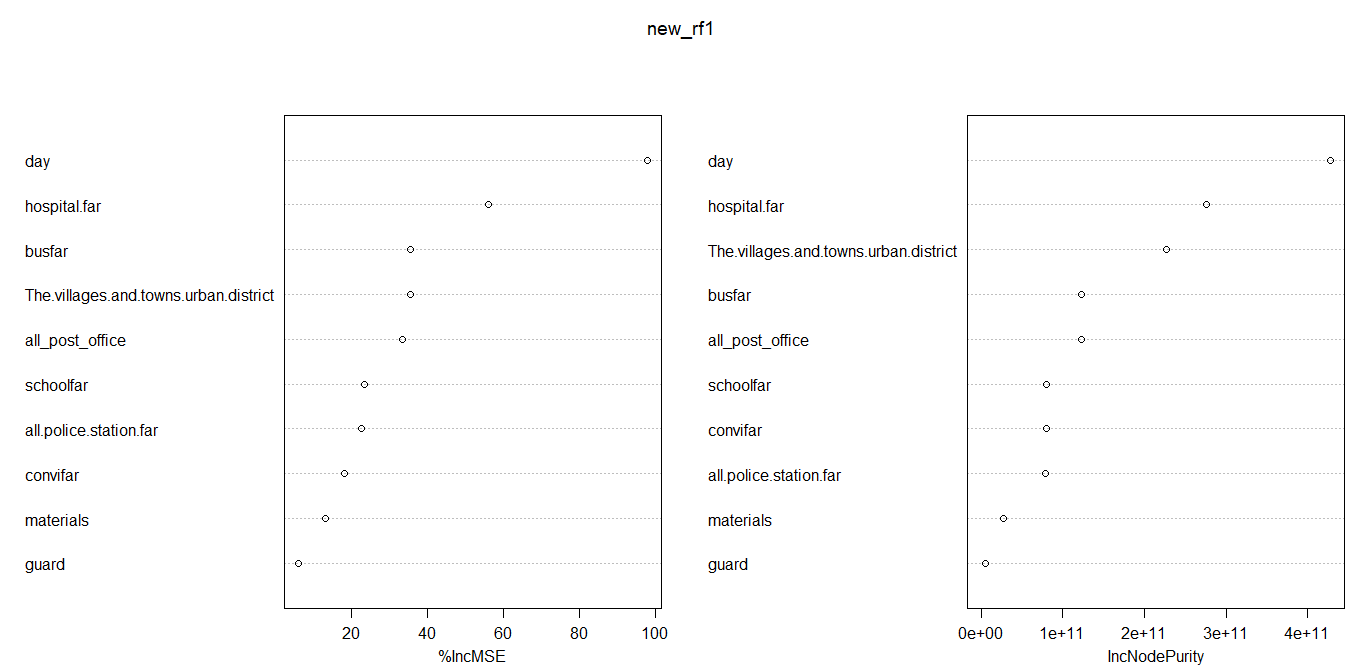 new_rf1
day
hospital.far
busfar
The.villages.and.towns.urban.district
all_post_office
schoolfar
all.police.station.far
convifar
materials
guard
20 40 60 80 100
%IncMSE
day
hospital.far
The.villages.and.towns.urban.district
busfar
all_post_office
schoolfar
convifar
all.police.station.far
materials
guard
0e+00 1e+11 2e+11 3e+11 4e+11
IncNodePurity